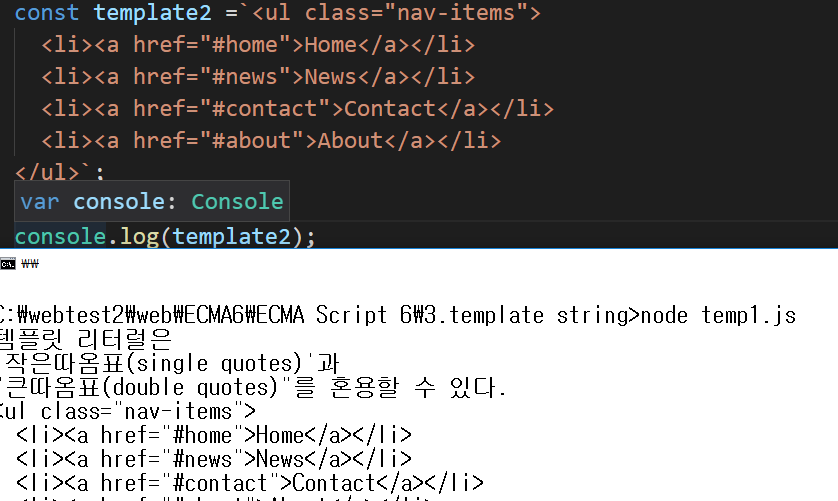 const template2 =`<ul class="nav-items">
<li><a href="#home">Home</a></li>
<li><a href="#news">News</a></li>
<li><a href="#contact">Contact</a></li>
<li><a href="#about">About</a></li>
</ul>`;
var console: Console
console.log(template2);
C:\
C:₩webtest2₩web₩ECMA6₩ECMA Script 6₩3.template string>node temp1.js
템플릿 리터럴은
'작은따옴표(single quotes)'과
"큰따옴표(double quotes)"를 혼용할 수 있다.
<ul class="nav-items">
<li><a href="#home">Home</a></li>
<li><a href="#news">News</a></li>
<li><a href="#contact">Contact</a></li>